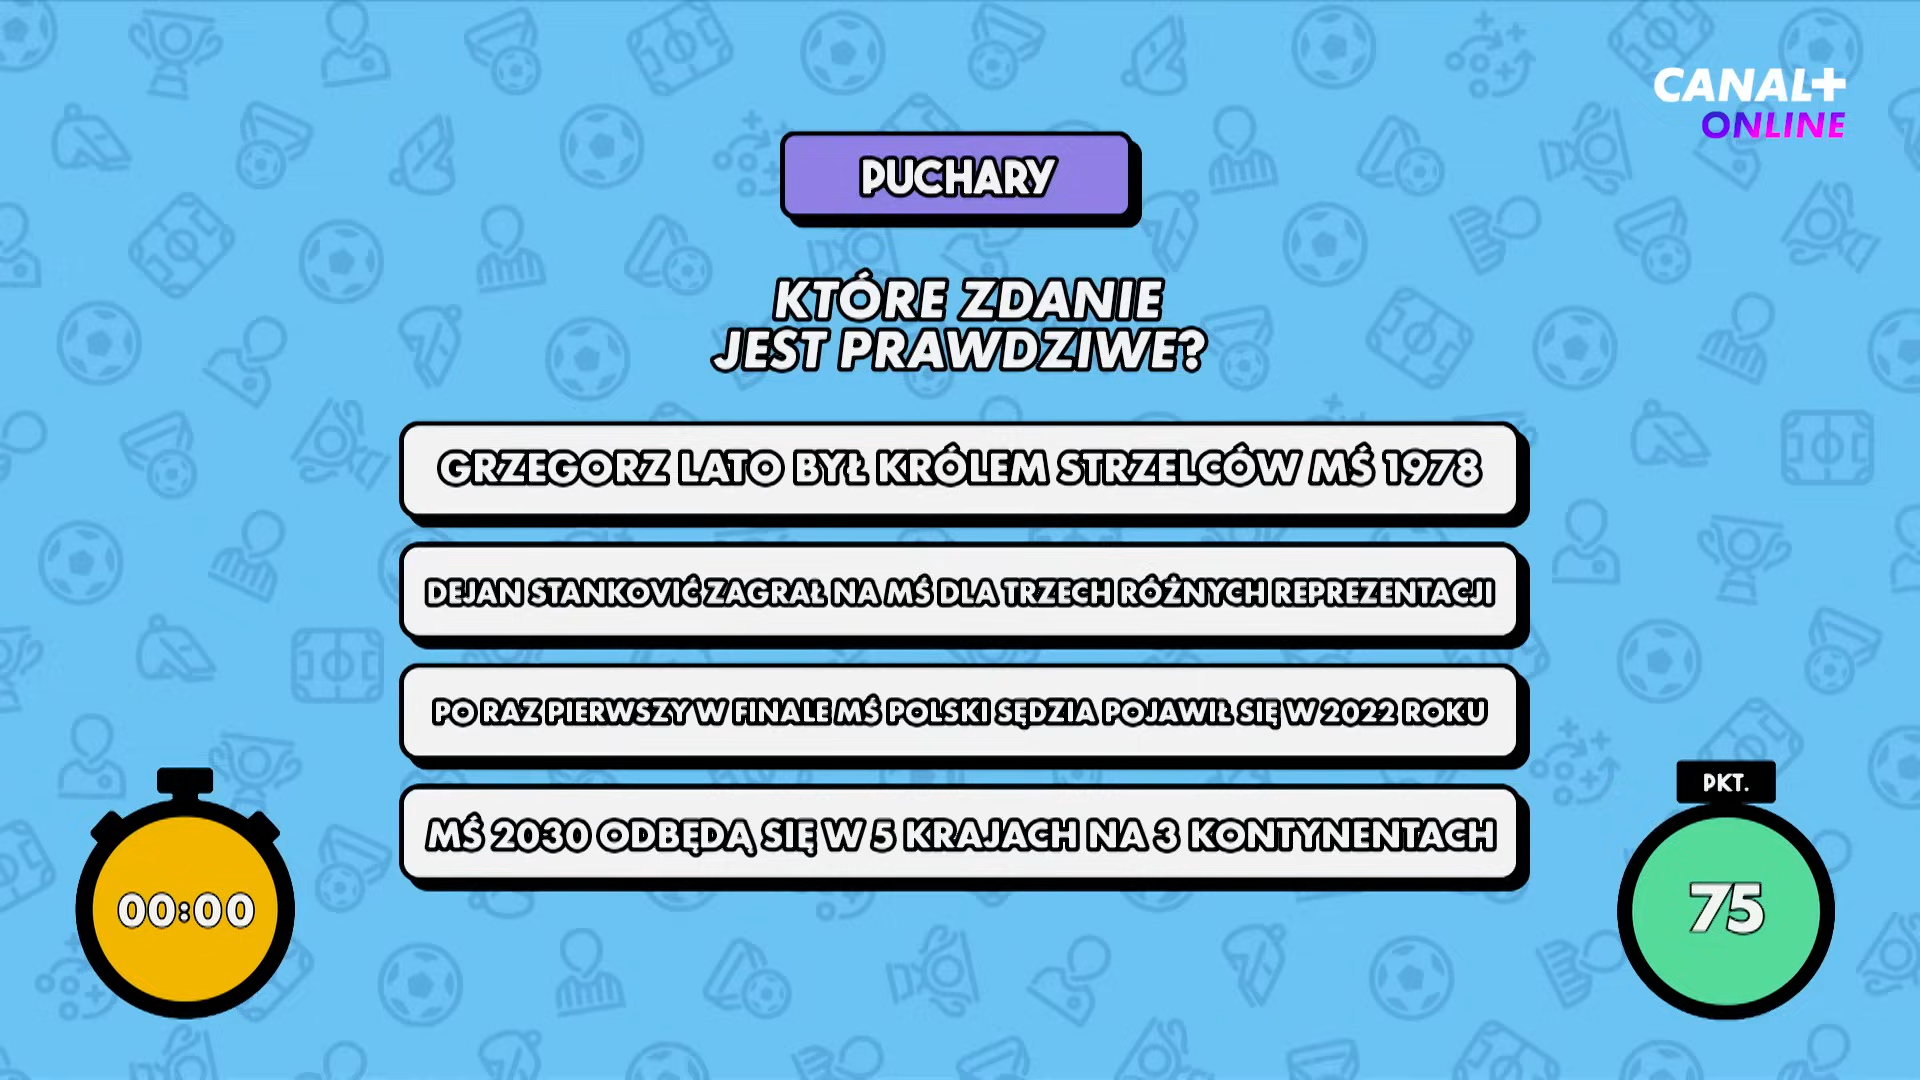 CANAL+
ONLINE
PUCHARY
KTÓRE ZDANIE
JEST PRAWDZIWE?
GRZEGORZ LATO BYŁ KRÓLEM STRZELCÓW MŚ 1978
DEJAN STANKOVIĆ ZAGRAŁ NA MŚ DLA TRZECH RÓŻNYCH REPREZENTACJI
PO RAZ PIERWSZY W FINALE MŚ POLSKI SĘDZIA POJAWIŁ SIĘ W 2022 ROKU
MŚ 2030 ODBĘDĄ SIĘ W 5 KRAJACH NA 3 KONTYNENTACH
00:00
PKT.
75